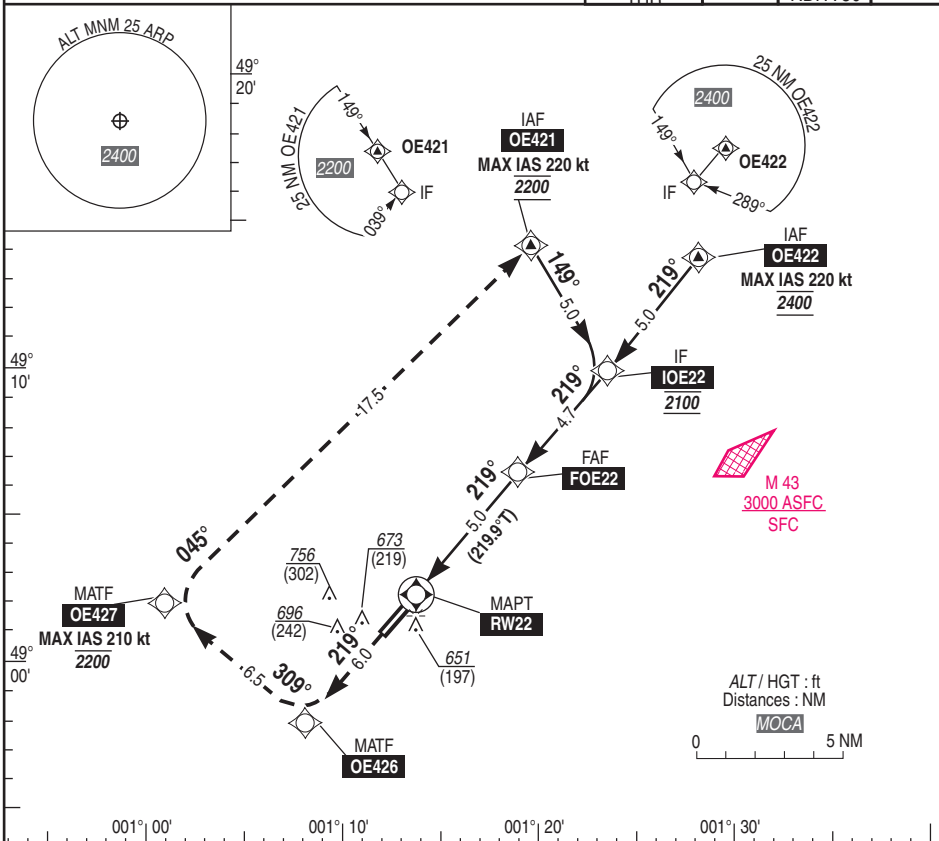 ALT MNM 25 ARP
2400
49°
20'
25 NM OE421
149°
2200
OE421
IF
039°
IAF
OE421
MAX IAS 220 kt
2200
25 NM OE422
2400
149°
OE422
IF
289°
IAF
OE422
MAX IAS 220 kt
2400
149°
5.0
219°
5.0
49°
10'
IF
IOE22
2100
219°
4.7
17.5
FAF
FOE22
M 43
3000 ASFC
SFC
219°
5.0
(219.9°T)
045°
756
(302)
673
(219)
MATF
OE427
MAX IAS 210 kt
2200
696
(242)
MAPT
RW22
219°
6.0
651
(197)
49°
00'
6.5
309°
MATF
OE426
ALT / HGT : ft
Distances : NM
MOCA
0 5 NM
001° 00' 001° 10' 001° 20' 001° 30'